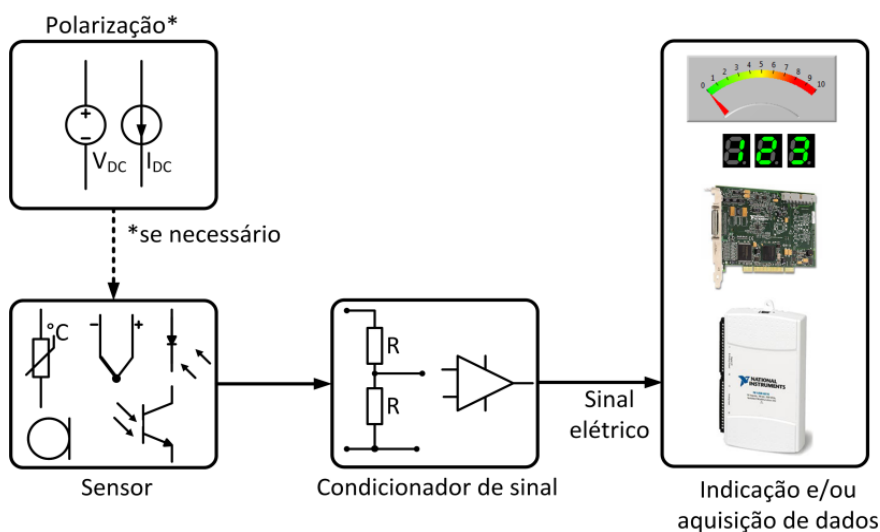 Polarização*
+
−
V_DC
I_DC
*se necessário
°C
−
+
Sensor
R
R
Condicionador de sinal
Sinal
elétrico
0 1 2 3 4 5 6 7 8 9 10
123
NATIONAL
INSTRUMENTS
Indicação e/ou
aquisição de dados